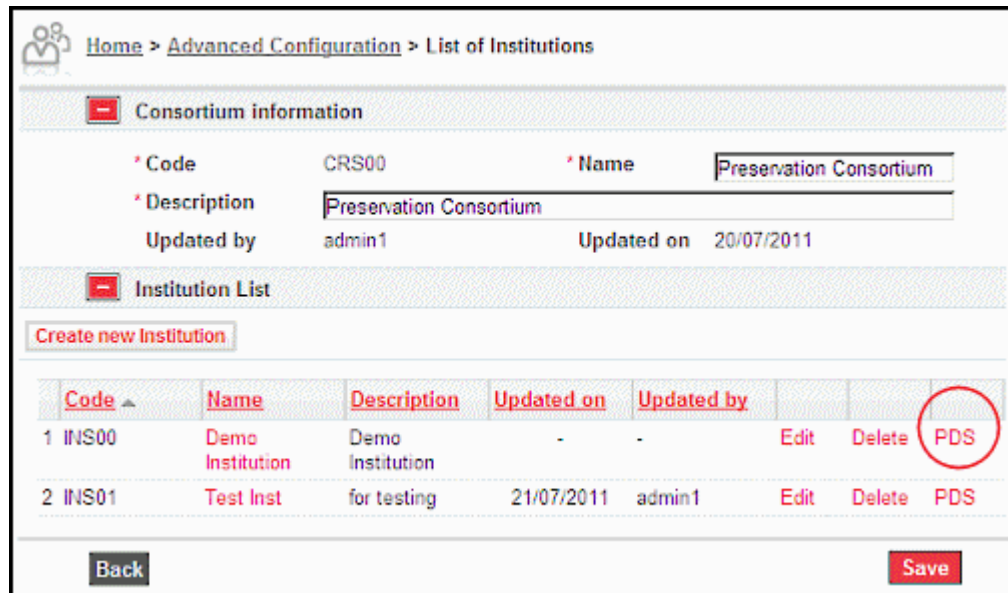 Home > Advanced Configuration > List of Institutions
Consortium information
* Code CRS00 * Name Preservation Consortium
* Description Preservation Consortium
Updated by admin1 Updated on 20/07/2011
Institution List
Create new Institution
Code Name Description Updated on Updated by
1 INS00 Demo Institution Demo Institution - - Edit Delete PDS
2 INS01 Test Inst for testing 21/07/2011 admin1 Edit Delete PDS
Back Save